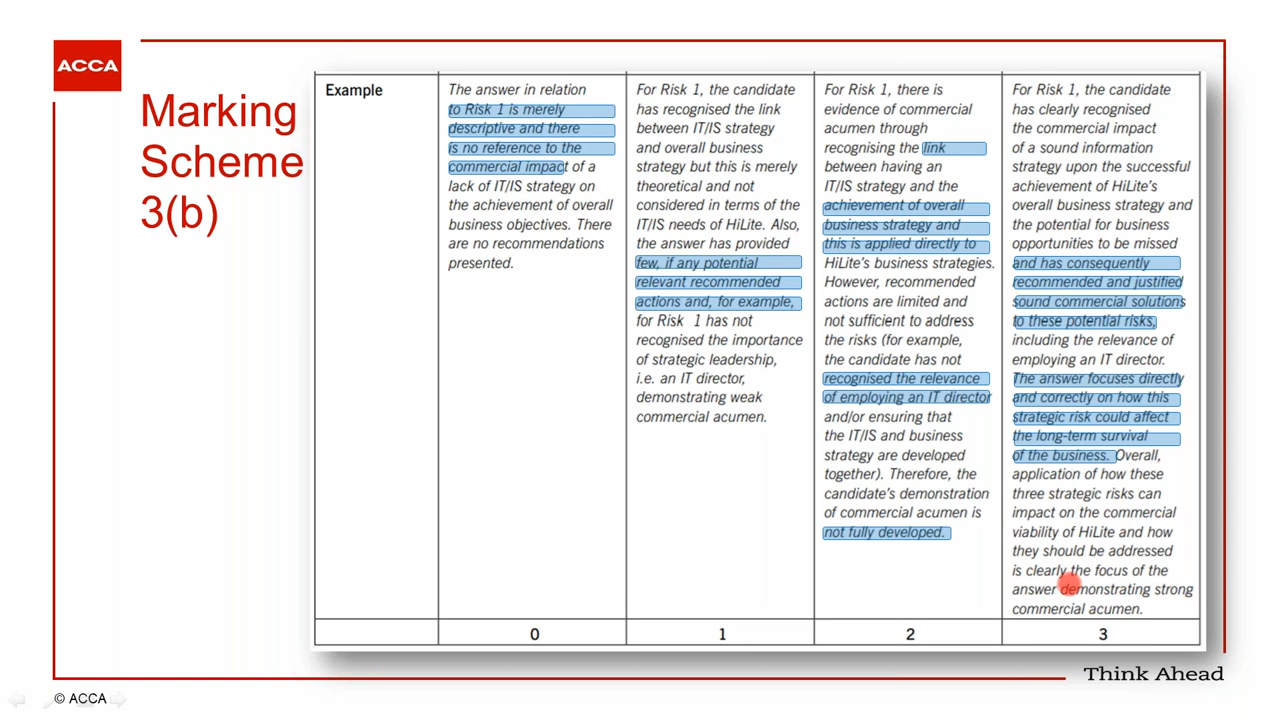 ACCA
Marking
Scheme
3(b)
Example
The answer in relation
to Risk 1 is merely
descriptive and there
is no reference to the
commercial impact of a
lack of IT/IS strategy on
the achievement of overall
business objectives. There
are no recommendations
presented.
For Risk 1, the candidate
has recognised the link
between IT/IS strategy
and overall business
strategy but this is merely
theoretical and not
considered in terms of the
IT/IS needs of HiLite. Also,
the answer has provided
few, if any potential
relevant recommended
actions and, for example,
for Risk 1 has not
recognised the importance
of strategic leadership,
i.e. an IT director,
demonstrating weak
commercial acumen.
For Risk 1, there is
evidence of commercial
acumen through
recognising the link
between having an
IT/IS strategy and the
achievement of overall
business strategy and
this is applied directly to
HiLite's business strategies.
However, recommended
actions are limited and
not sufficient to address
the risks (for example,
the candidate has not
recognised the relevance
of employing an IT director
and/or ensuring that
the IT/IS and business
strategy are developed
together). Therefore, the
candidate's demonstration
of commercial acumen is
not fully developed.
For Risk 1, the candidate
has clearly recognised
the commercial impact
of a sound information
strategy upon the successful
achievement of HiLite's
overall business strategy and
the potential for business
opportunities to be missed
and has consequently
recommended and justified
sound commercial solutions
to these potential risks,
including the relevance of
employing an IT director.
The answer focuses directly
and correctly on how this
strategic risk could affect
the long-term survival
of the business. Overall,
application of how these
three strategic risks can
impact on the commercial
viability of HiLite and how
they should be addressed
is clearly the focus of the
answer demonstrating strong
commercial acumen.
0
1
2
3
Think Ahead
© ACCA